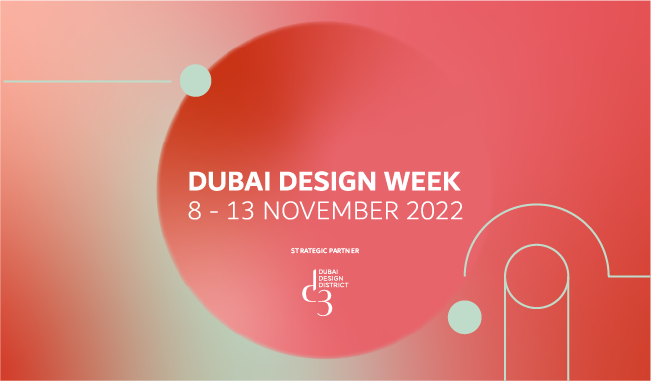 DUBAI DESIGN WEEK
8 - 13 NOVEMBER 2022
STRATEGIC PARTNER
DUBAI
DESIGN
DISTRICT
d3